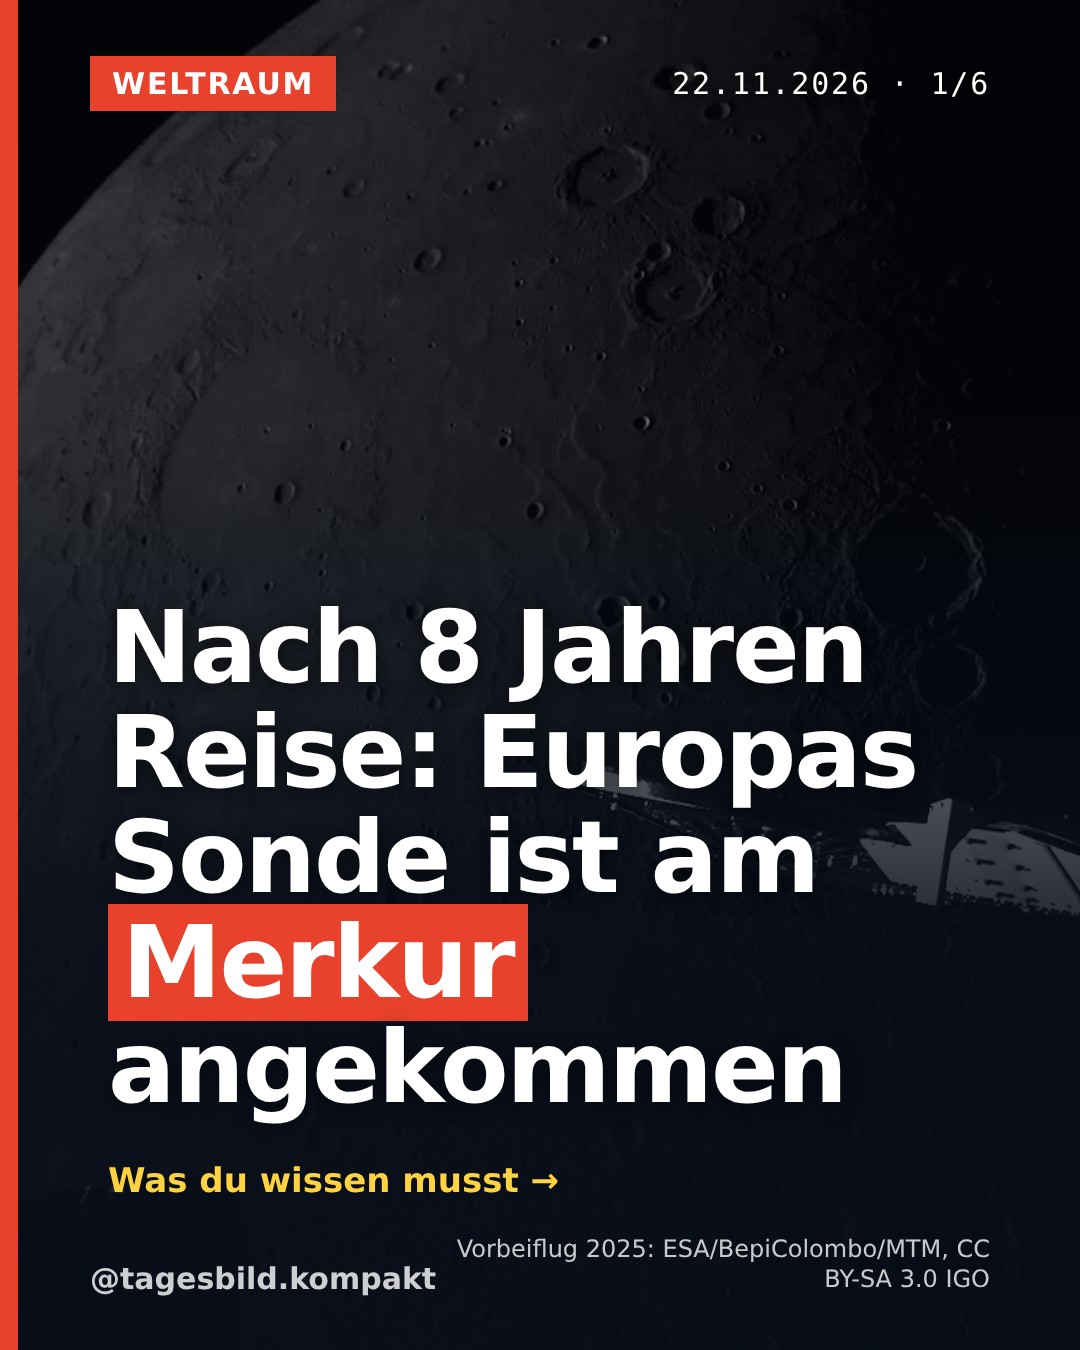 WELTRAUM
22.11.2026 · 1/6
Nach 8 Jahren
Reise: Europas
Sonde ist am
Merkur
angekommen
Was du wissen musst →
Vorbeiflug 2025: ESA/BepiColombo/MTM, CC
BY-SA 3.0 IGO
@tagesbild.kompakt